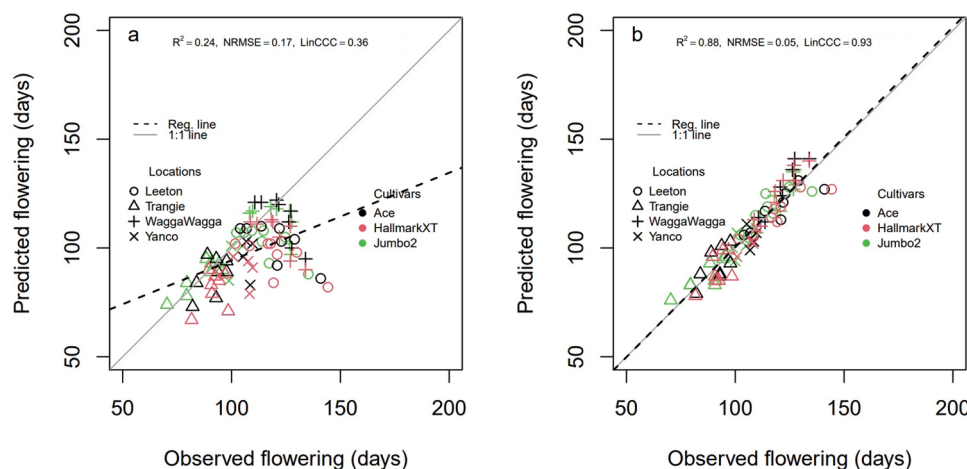 a
R² = 0.24, NRMSE = 0.17, LinCCC = 0.36
Predicted flowering (days)
200
150
100
50
Reg. line
1:1 line
Locations
Leeton
Trangie
WaggaWagga
Yanco
Cultivars
Ace
HallmarkXT
Jumbo2
50 100 150 200
Observed flowering (days)
b
R² = 0.88, NRMSE = 0.05, LinCCC = 0.93
Predicted flowering (days)
200
150
100
50
Reg. line
1:1 line
Locations
Leeton
Trangie
WaggaWagga
Yanco
Cultivars
Ace
HallmarkXT
Jumbo2
50 100 150 200
Observed flowering (days)